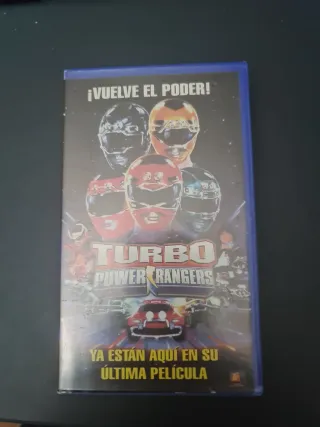 ¡VUELVE EL PODER!
TURBO
POWER RANGERS
YA ESTÁN AQUÍ EN SU
ÚLTIMA PELÍCULA